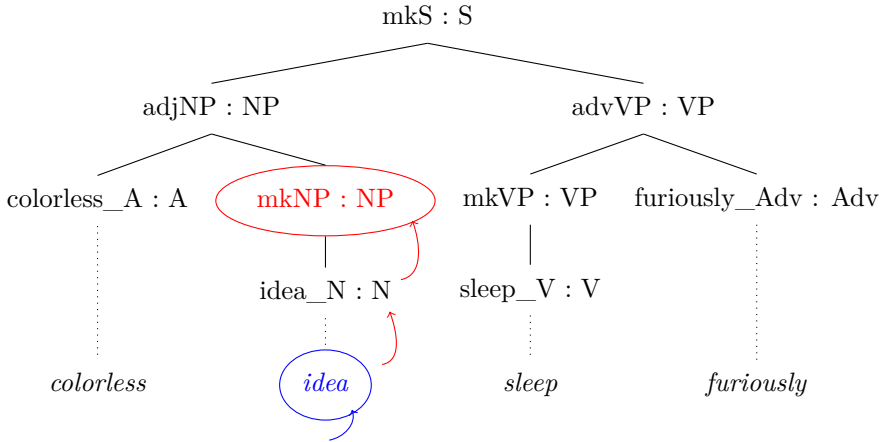 mkS : S
adjNP : NP advVP : VP
colorless_A : A mkNP : NP mkVP : VP furiously_Adv : Adv
idea_N : N sleep_V : V
colorless idea sleep furiously